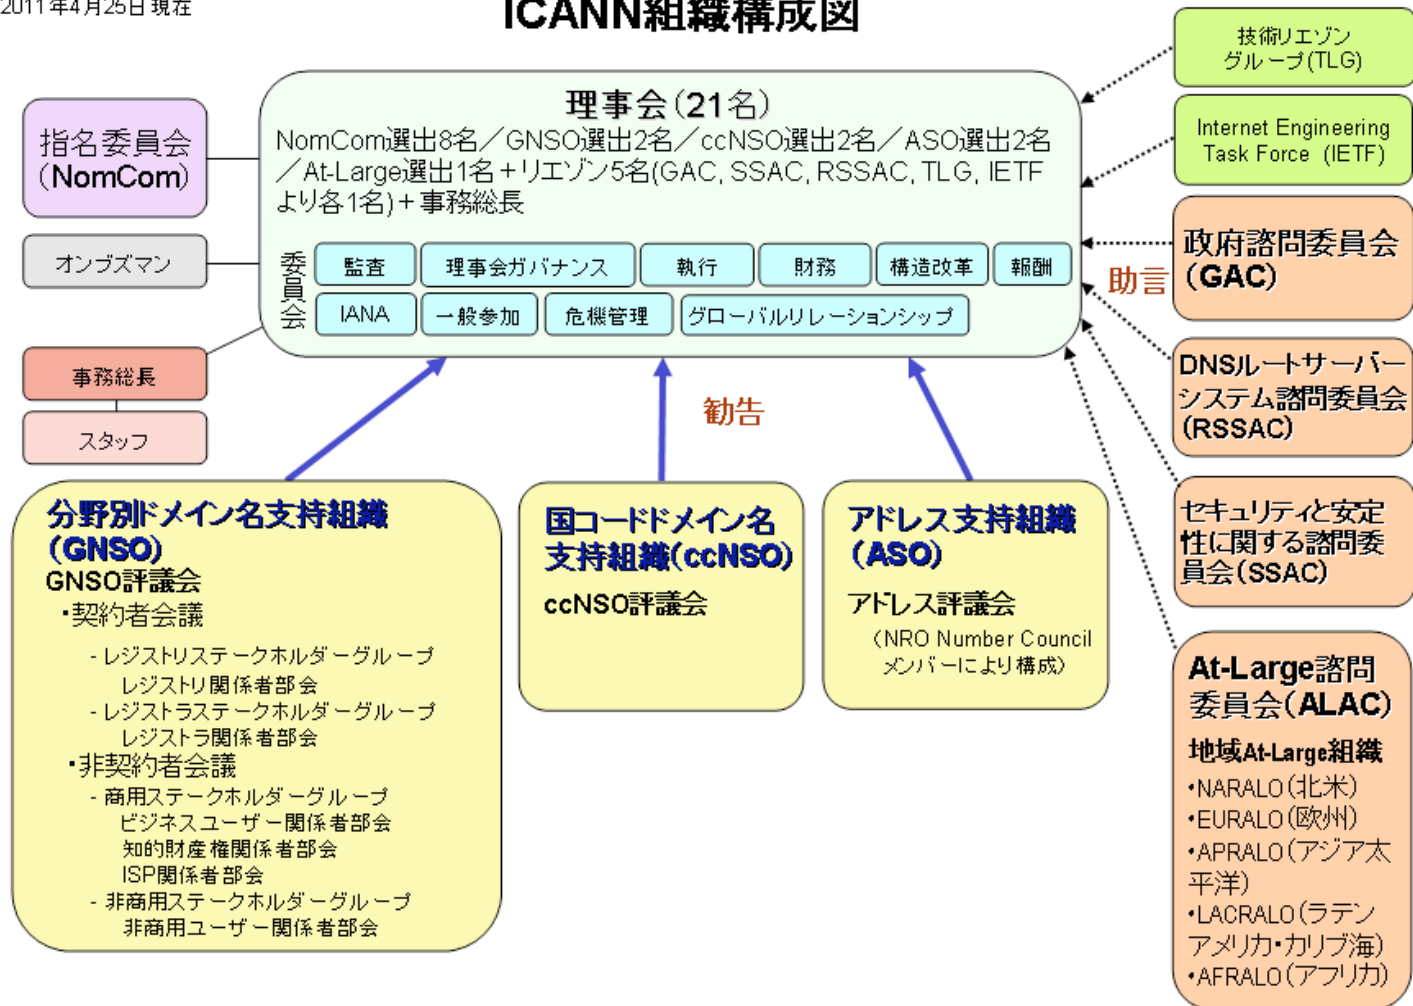 2011年4月25日現在
ICANN組織構成図
技術リエゾン
グループ(TLG)
Internet Engineering
Task Force (IETF)
指名委員会
(NomCom)
オンブズマン
事務総長
スタッフ
理事会(21名)
NomCom選出8名／GNSO選出2名／ccNSO選出2名／ASO選出2名
／At-Large選出1名＋リエゾン5名(GAC, SSAC, RSSAC, TLG, IETF
より各1名)＋事務総長
委員会
監査
理事会ガバナンス
執行
財務
構造改革
報酬
IANA
一般参加
危機管理
グローバルリレーションシップ
助言
勧告
政府諮問委員会
(GAC)
DNSルートサーバー
システム諮問委員会
(RSSAC)
セキュリティと安定
性に関する諮問委
員会(SSAC)
At-Large諮問
委員会(ALAC)
地域At-Large組織
・NARALO(北米)
・EURALO(欧州)
・APRALO(アジア太
平洋)
・LACRALO(ラテン
アメリカ・カリブ海)
・AFRALO(アフリカ)
分野別ドメイン名支持組織
(GNSO)
GNSO評議会
・契約者会議
- レジストリステークホルダーグループ
レジストリ関係者部会
- レジストラステークホルダーグループ
レジストラ関係者部会
・非契約者会議
- 商用ステークホルダーグループ
ビジネスユーザー関係者部会
知的財産権関係者部会
ISP関係者部会
- 非商用ステークホルダーグループ
非商用ユーザー関係者部会
国コードドメイン名
支持組織(ccNSO)
ccNSO評議会
アドレス支持組織
(ASO)
アドレス評議会
(NRO Number Council
メンバーにより構成)